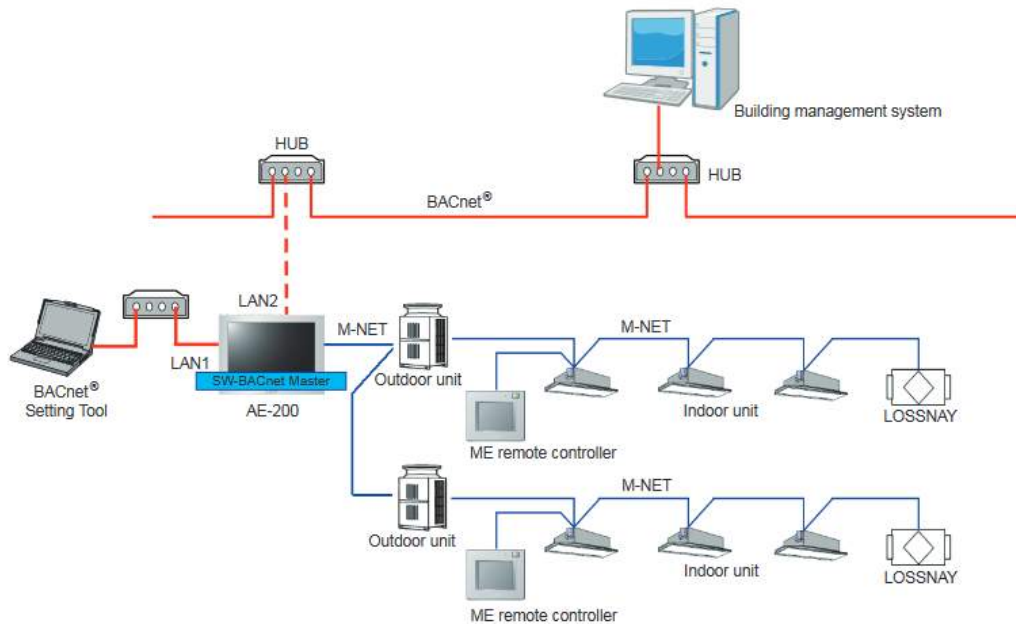 Building management system
HUB
HUB
BACnet®
LAN2
M-NET
M-NET
LAN1
SW-BACnet Master
Outdoor unit
BACnet®
Setting Tool
AE-200
Indoor unit
LOSSNAY
ME remote controller
M-NET
Outdoor unit
Indoor unit
LOSSNAY
ME remote controller